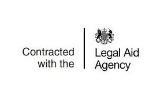 Contracted
with the
Legal Aid
Agency